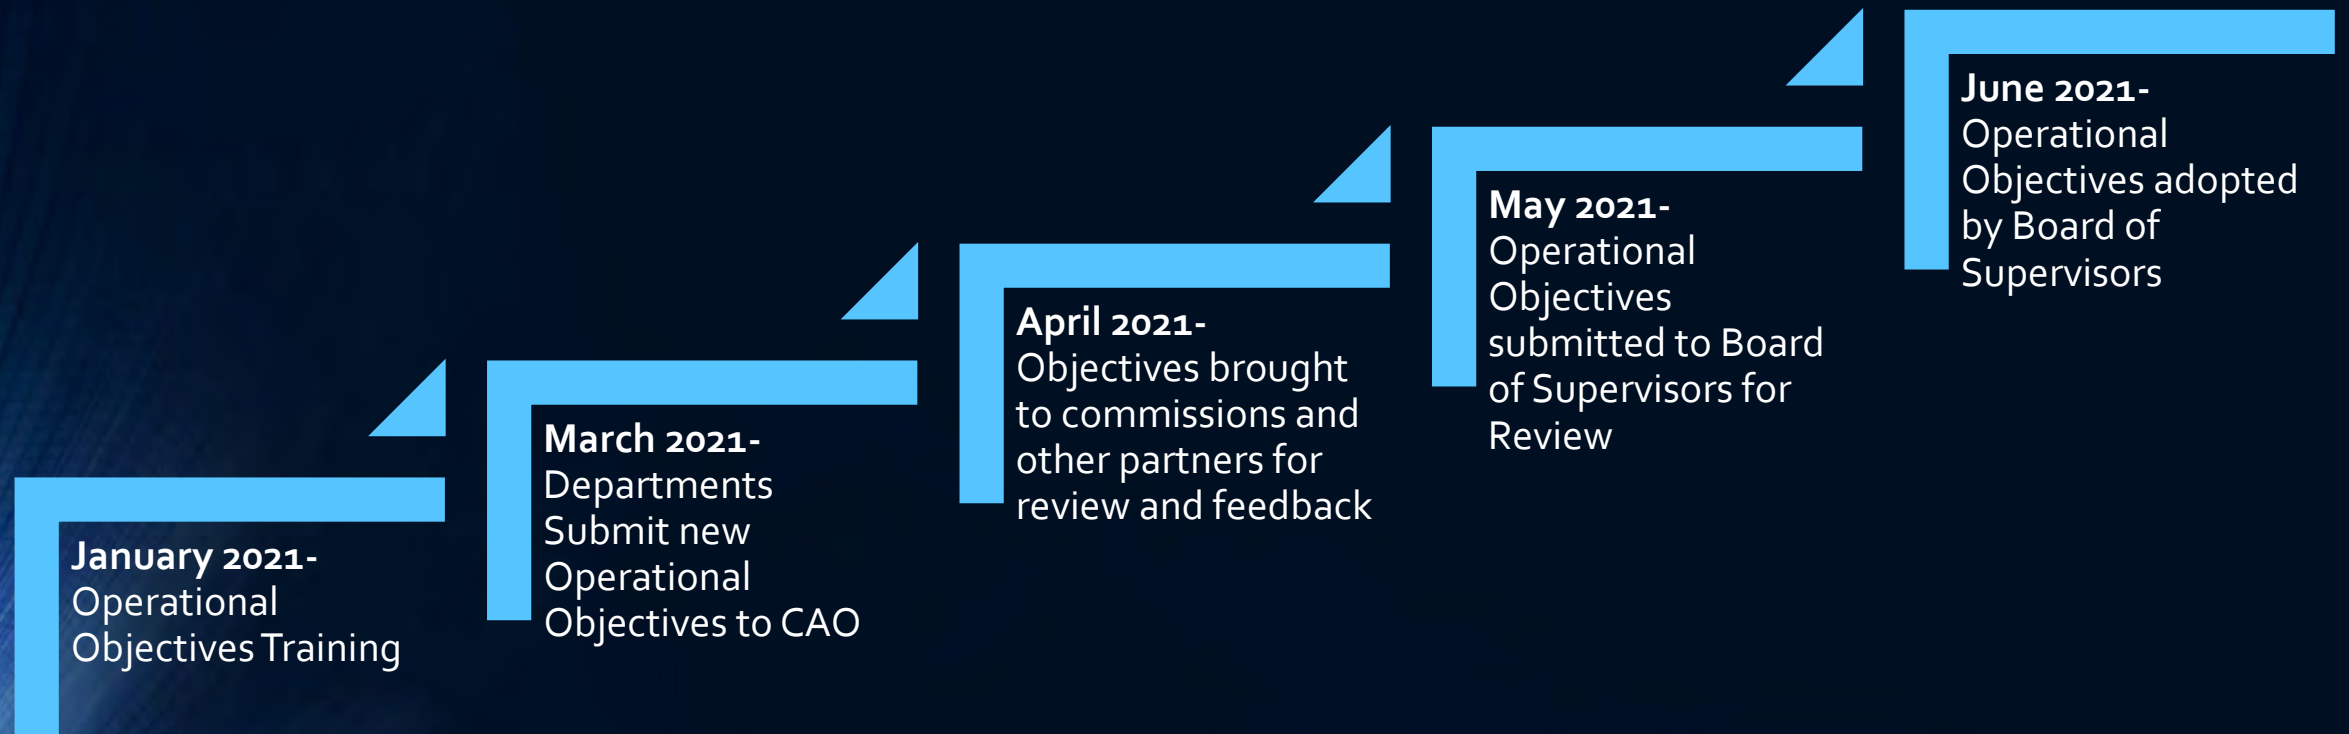 January 2021-
Operational
Objectives Training
March 2021-
Departments
Submit new
Operational
Objectives to CAO
April 2021-
Objectives brought
to commissions and
other partners for
review and feedback
May 2021-
Operational
Objectives
submitted to Board
of Supervisors for
Review
June 2021-
Operational
Objectives adopted
by Board of
Supervisors